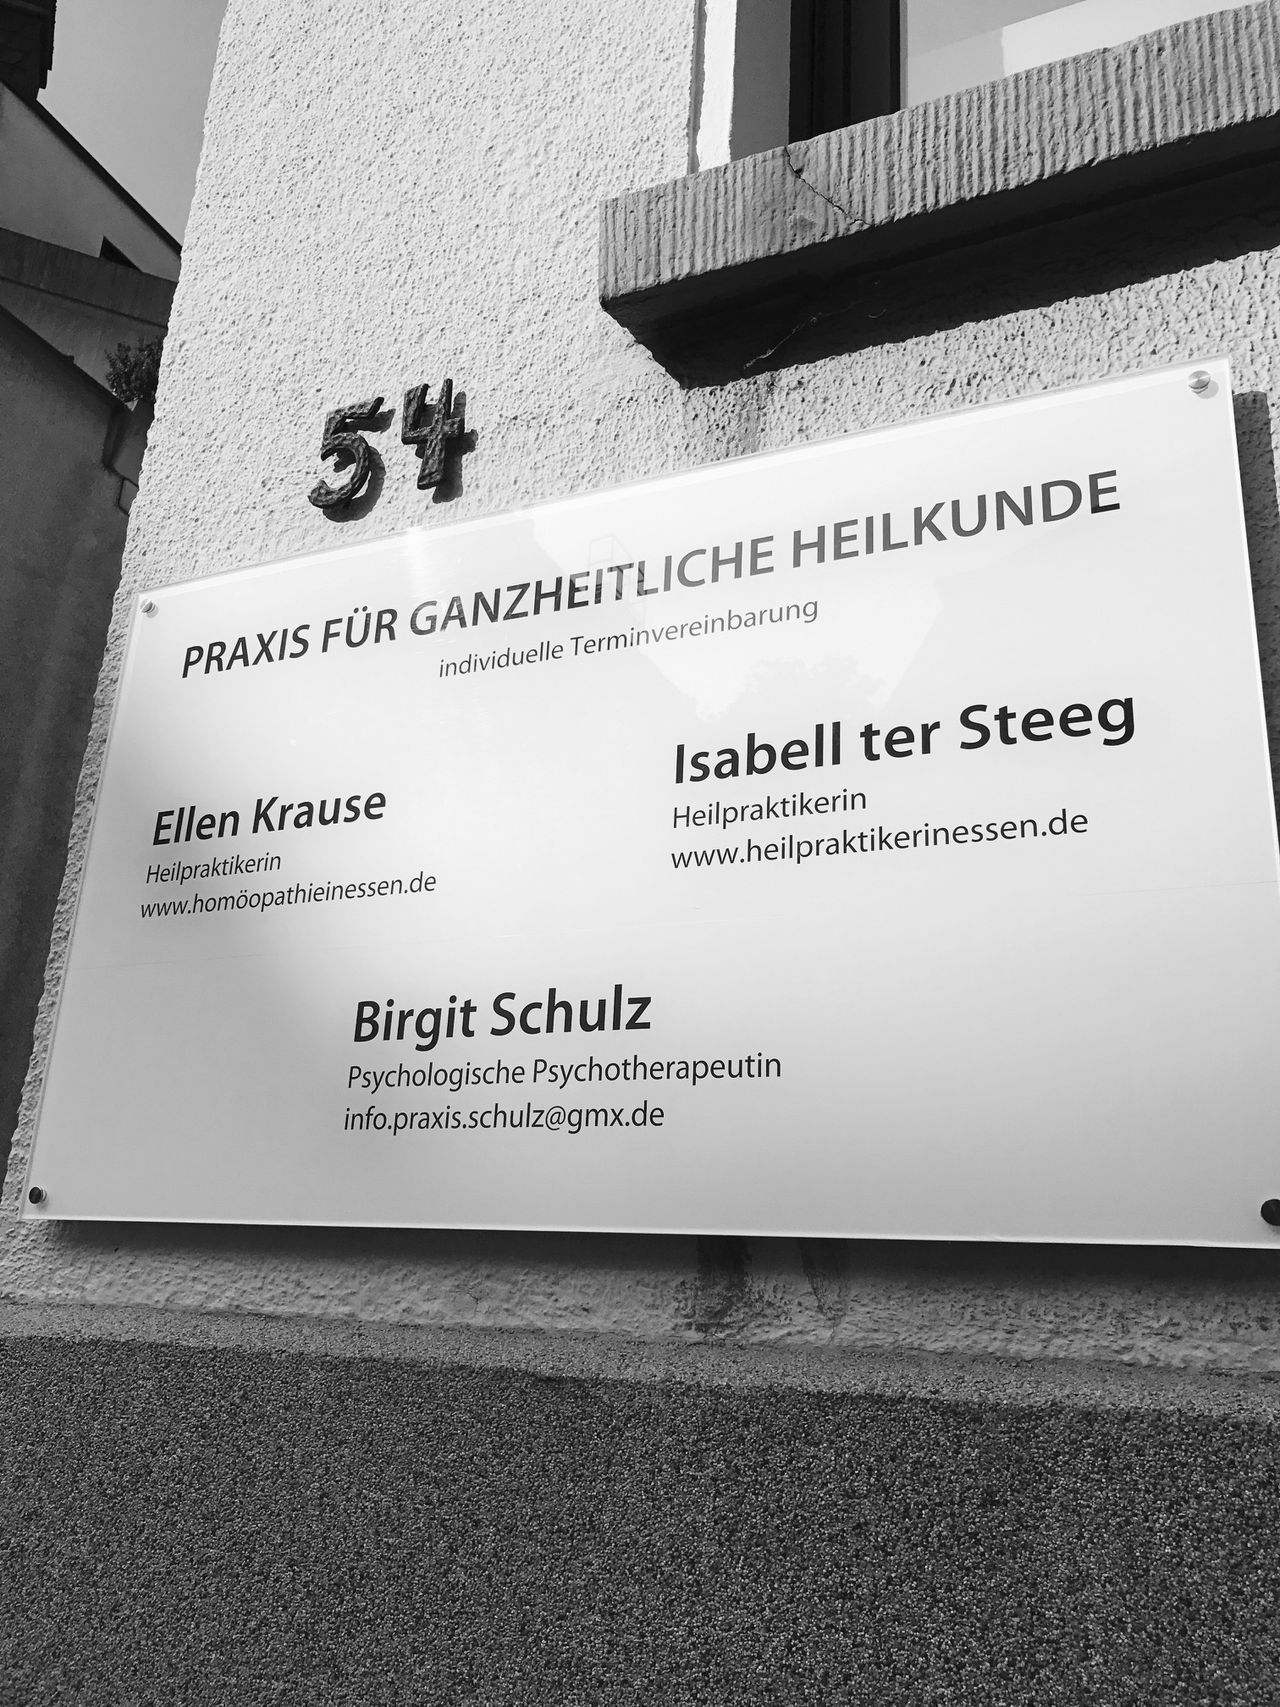 54
PRAXIS FÜR GANZHEITLICHE HEILKUNDE
individuelle Terminvereinbarung
Ellen Krause
Heilpraktikerin
www.homöopathieinessen.de
Isabell ter Steeg
Heilpraktikerin
www.heilpraktikerinessen.de
Birgit Schulz
Psychologische Psychotherapeutin
info.praxis.schulz@gmx.de